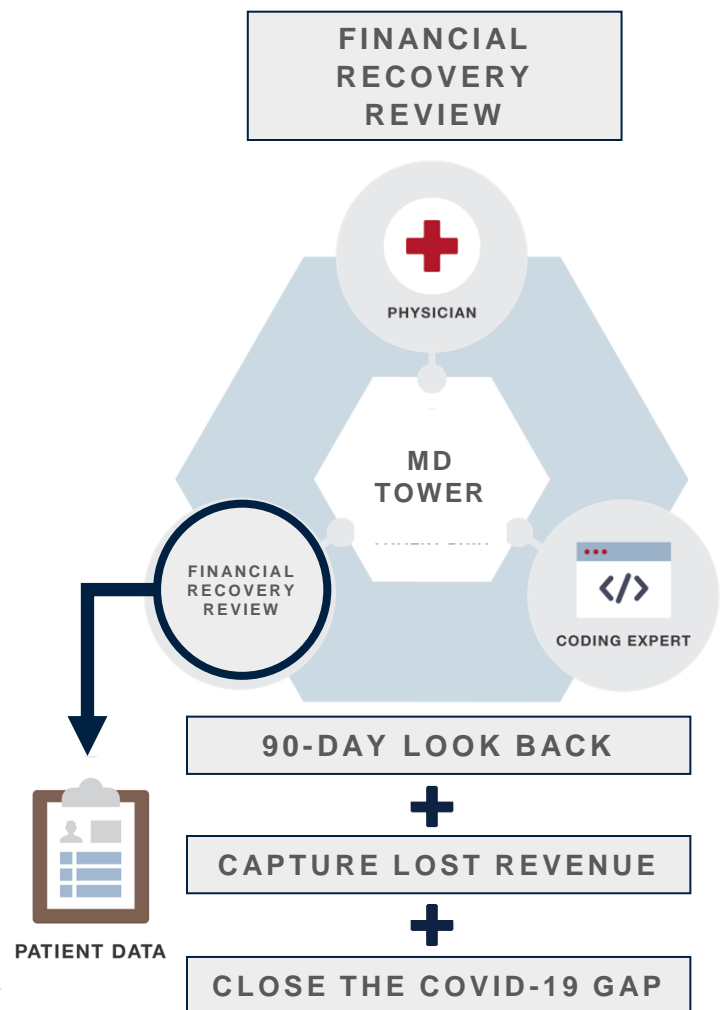 FINANCIAL
RECOVERY
REVIEW
PHYSICIAN
MD
TOWER
FINANCIAL
RECOVERY
REVIEW
</>
CODING EXPERT
90-DAY LOOK BACK
CAPTURE LOST REVENUE
PATIENT DATA
CLOSE THE COVID-19 GAP